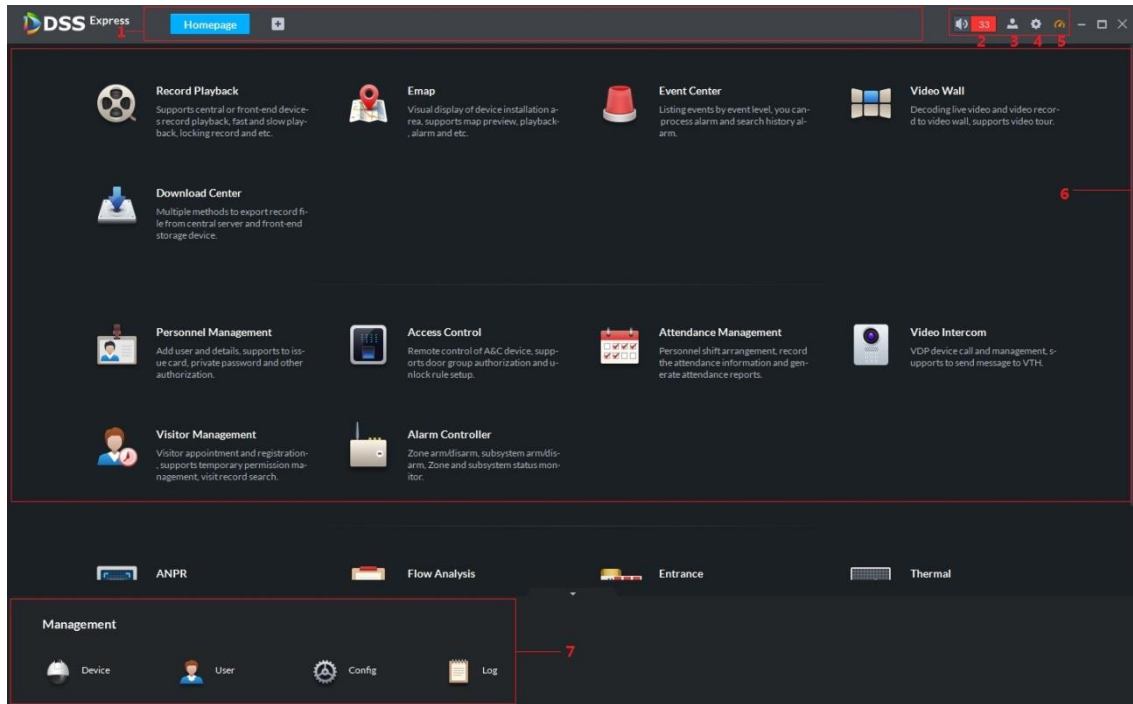 DSS Express
Homepage
33
1
2 3 4 5
Record Playback
Supports central or front-end device-
s record playback, fast and slow play-
back, locking record and etc.
Emap
Visual display of device installation a-
rea, supports map preview, playback-
, alarm and etc.
Event Center
Listing events by event level, you can-
process alarm and search history al-
arm.
Video Wall
Decoding live video and video recor-
d to video wall, supports video tour.
Download Center
Multiple methods to export record fi-
le from central server and front-end
storage device.
6
Personnel Management
Add user and details, supports to iss-
ue card, private password and other
authorization.
Access Control
Remote control of A&C device, supp-
orts door group authorization and u-
nlock rule setup.
Attendance Management
Personnel shift arrangement, record
the attendance information and gen-
erate attendance reports.
Video Intercom
VDP device call and management, s-
upports to send message to VTH.
Visitor Management
Visitor appointment and registration-
, supports temporary permission ma-
nagement, visit record search.
Alarm Controller
Zone arm/disarm, subsystem arm/dis-
arm, Zone and subsystem status mon-
itor.
ANPR
Flow Analysis
Entrance
Thermal
Management
Device
User
Config
Log
7